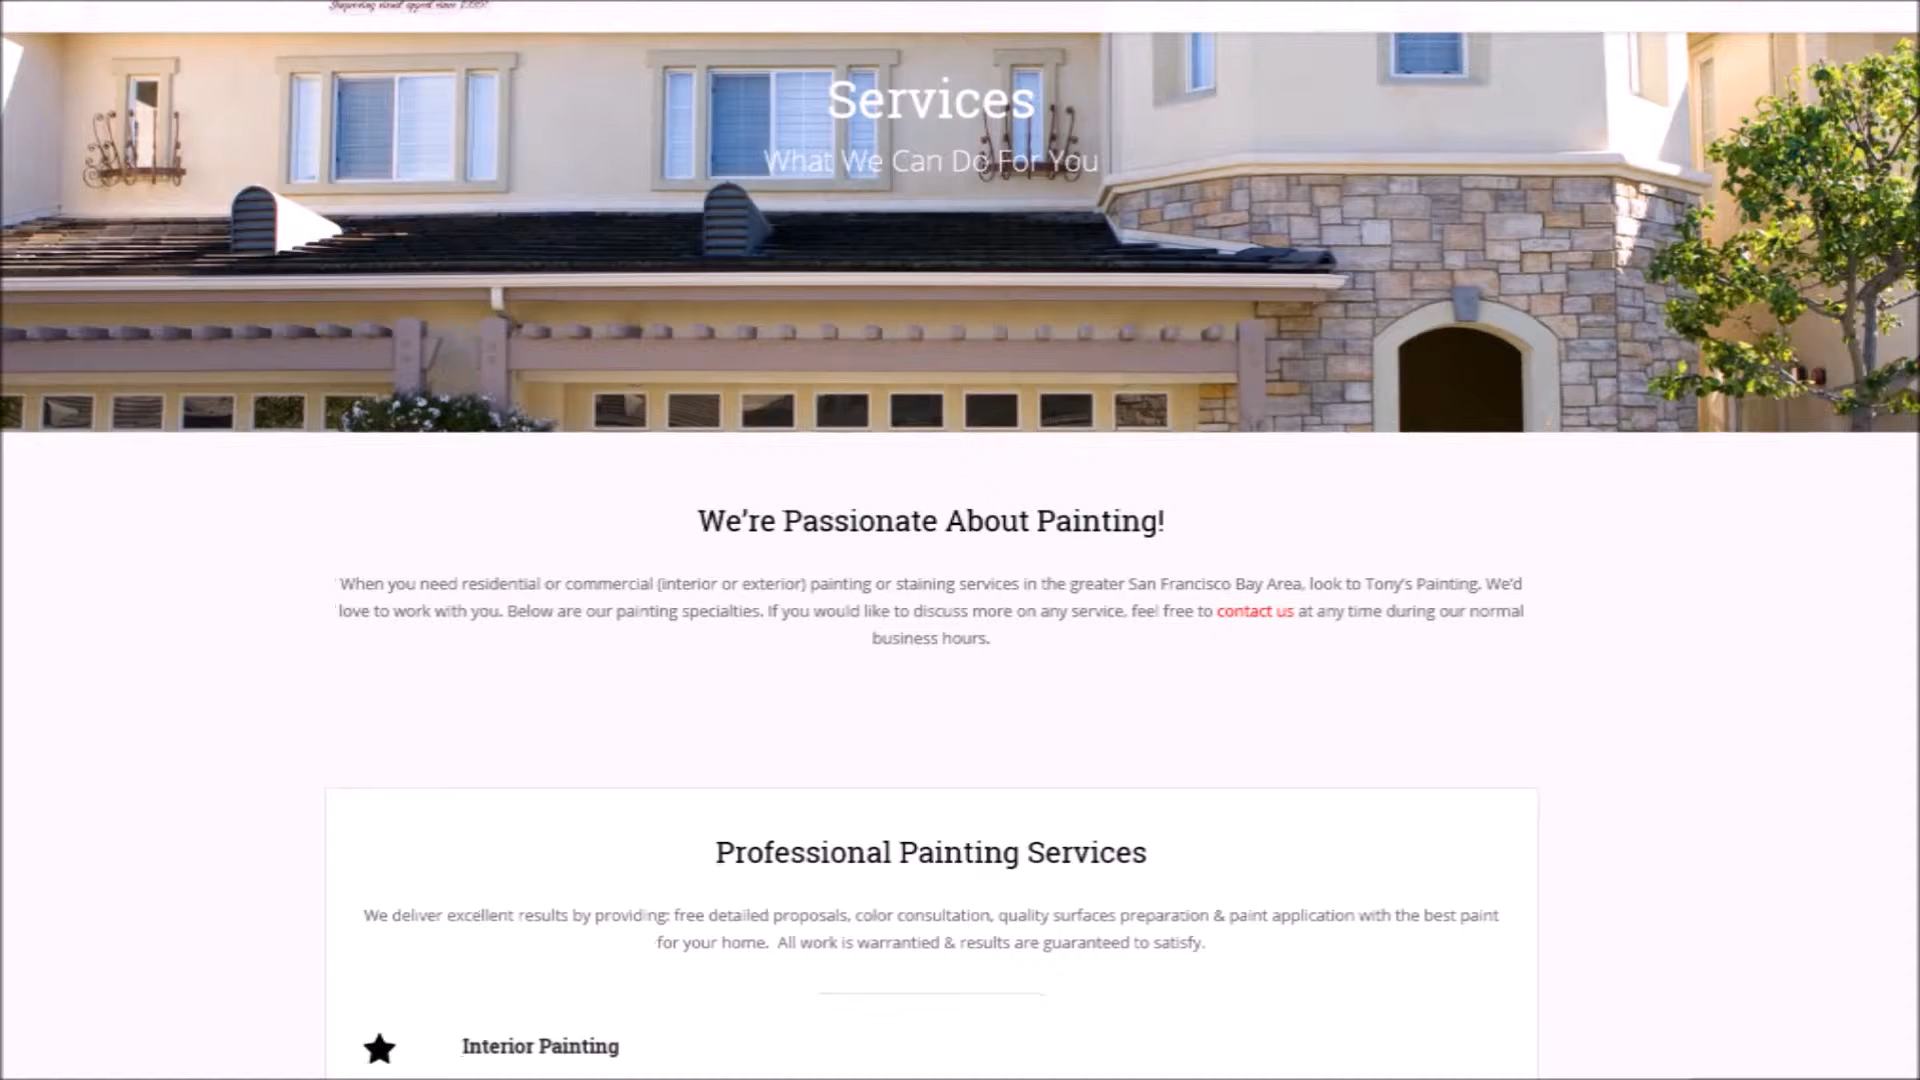 Services
What We Can Do For You
We're Passionate About Painting!
When you need residential or commercial (interior or exterior) painting or staining services in the greater San Francisco Bay Area, look to Tony's Painting. We'd
love to work with you. Below are our painting specialties. If you would like to discuss more on any service, feel free to contact us at any time during our normal
business hours.
Professional Painting Services
We deliver excellent results by providing: free detailed proposals, color consultation, quality surfaces preparation & paint application with the best paint
for your home.  All work is warrantied & results are guaranteed to satisfy.
Interior Painting